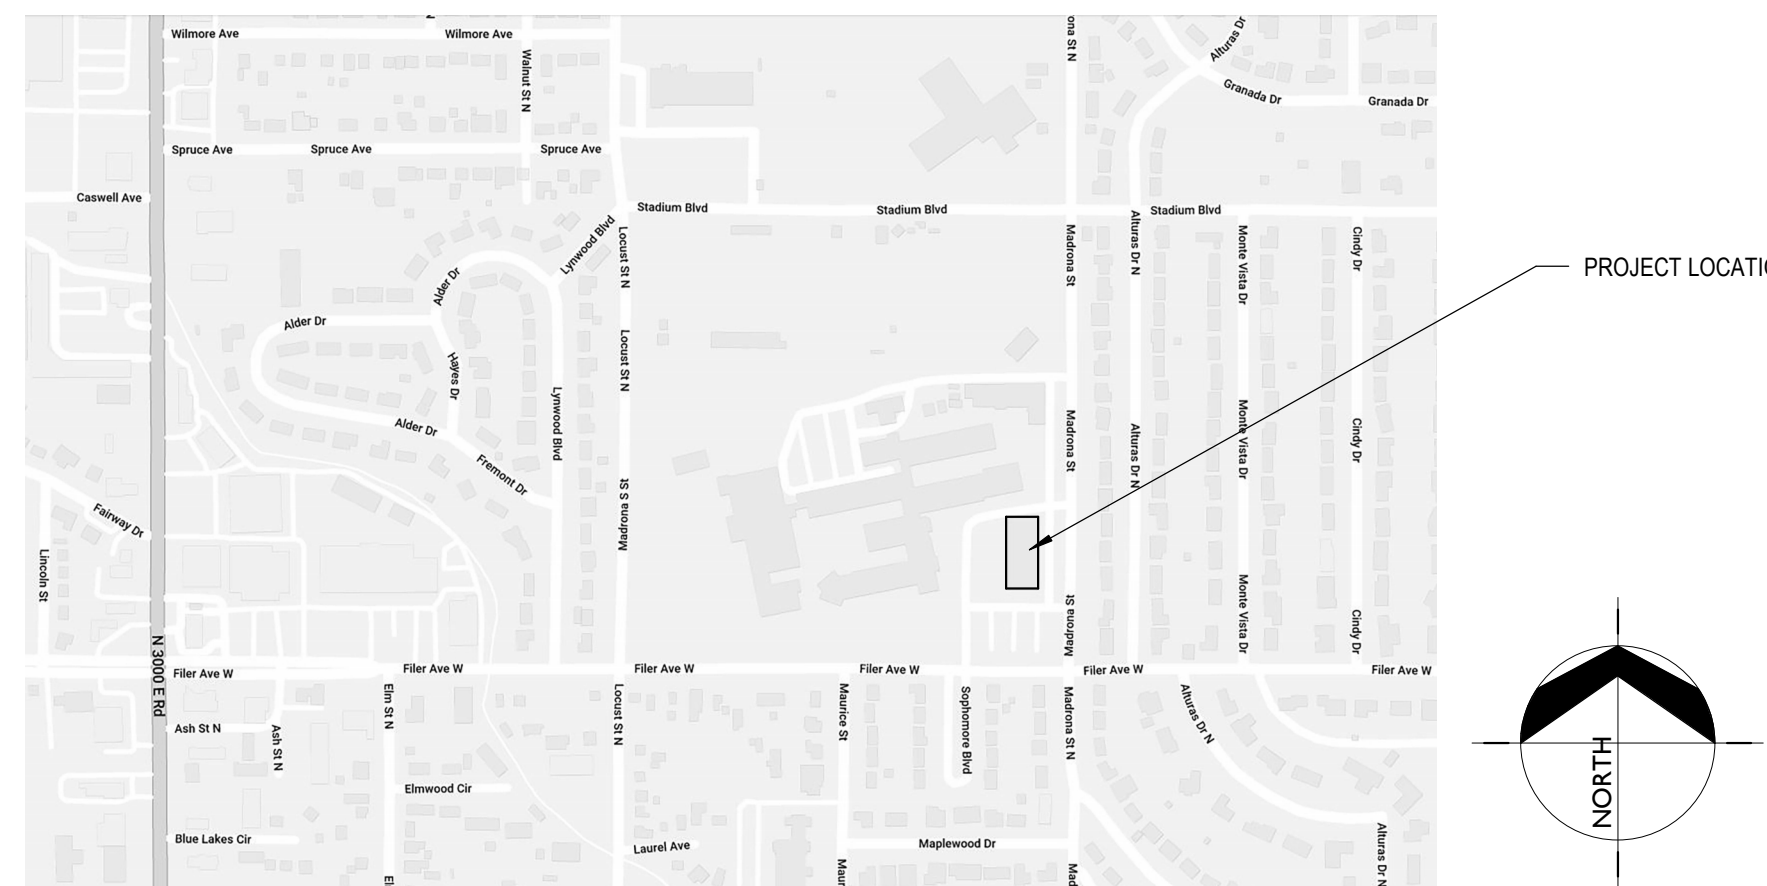 Wilmore Ave
Wilmore Ave
Walnut St N
Alturas Dr
Granada Dr
Granada Dr
Spruce Ave
Spruce Ave
Spruce Ave
Caswell Ave
Stadium Blvd
Stadium Blvd
Stadium Blvd
Lynwood Blvd
Locust St N
Madrona St
Alturas Dr N
Monte Vista Dr
Cindy Dr
PROJECT LOCATIO
Alder Dr
Alder Dr
Hayes Dr
Locust St N
Lynwood Blvd
Alder Dr
Madrona St
Alturas Dr N
Monte Vista Dr
Cindy Dr
Fremont Dr
Madrona S St
Fairway Dr
Lincoln St
Madrona St
Monte Vista Dr
Cindy Dr
N 3000 E Rd
Filer Ave W
Filer Ave W
Filer Ave W
Filer Ave W
Filer Ave W
Filer Ave W
Elm St N
Locust St N
Maurice St
Sophomore Blvd
Madrona St N
Alturas Dr N
Ash St N
Ash St N
NORTH
Elmwood Cir
Blue Lakes Cir
Laurel Ave
Maplewood Dr
Alturas Dr N